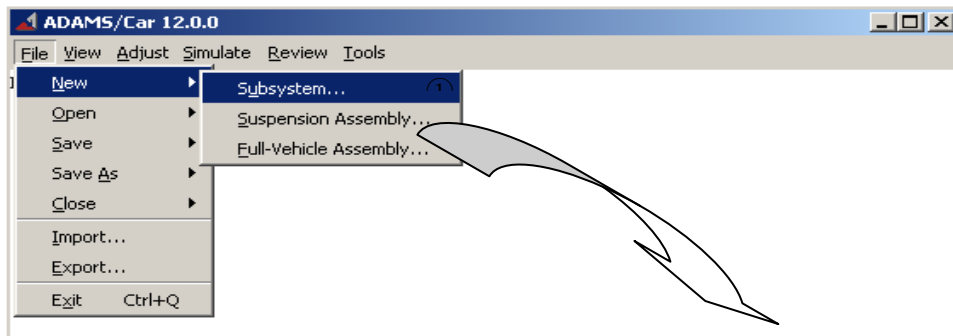 ADAMS/Car 12.0.0
File View Adjust Simulate Review Tools
New
Open
Save
Save As
Close
Import...
Export...
Exit Ctrl+Q
Subsystem... 1
Suspension Assembly...
Full-Vehicle Assembly...